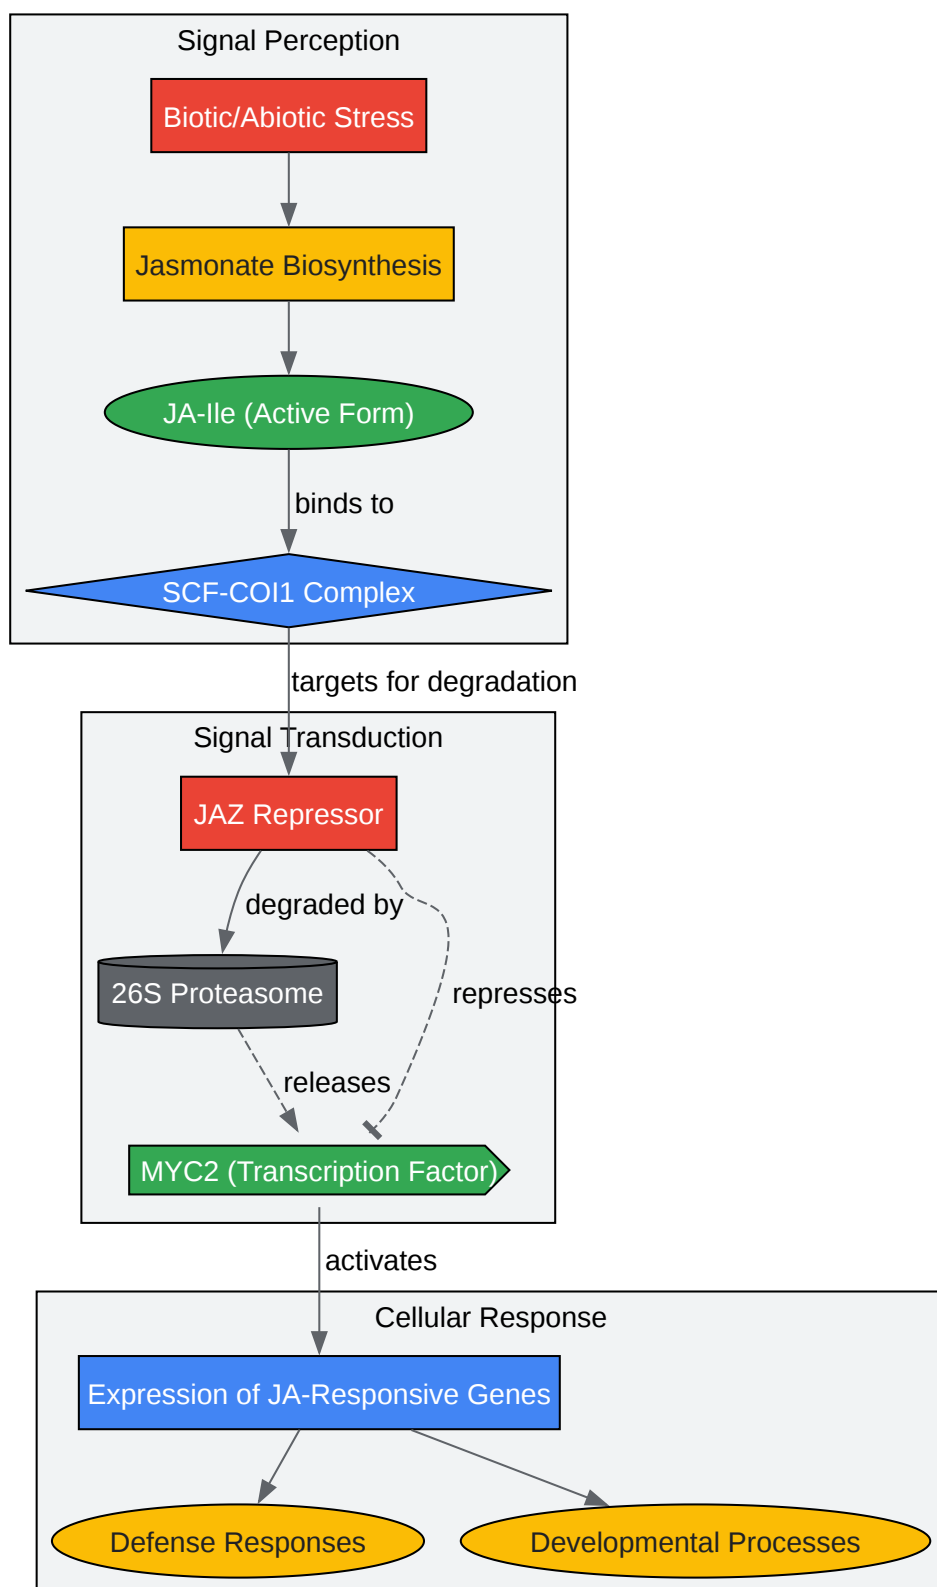 Signal Perception
Biotic/Abiotic Stress
Jasmonate Biosynthesis
JA-Ile (Active Form)
binds to
SCF-COI1 Complex
targets for degradation
Signal Transduction
JAZ Repressor
degraded by
26S Proteasome
represses
releases
MYC2 (Transcription Factor)
activates
Cellular Response
Expression of JA-Responsive Genes
Defense Responses
Developmental Processes